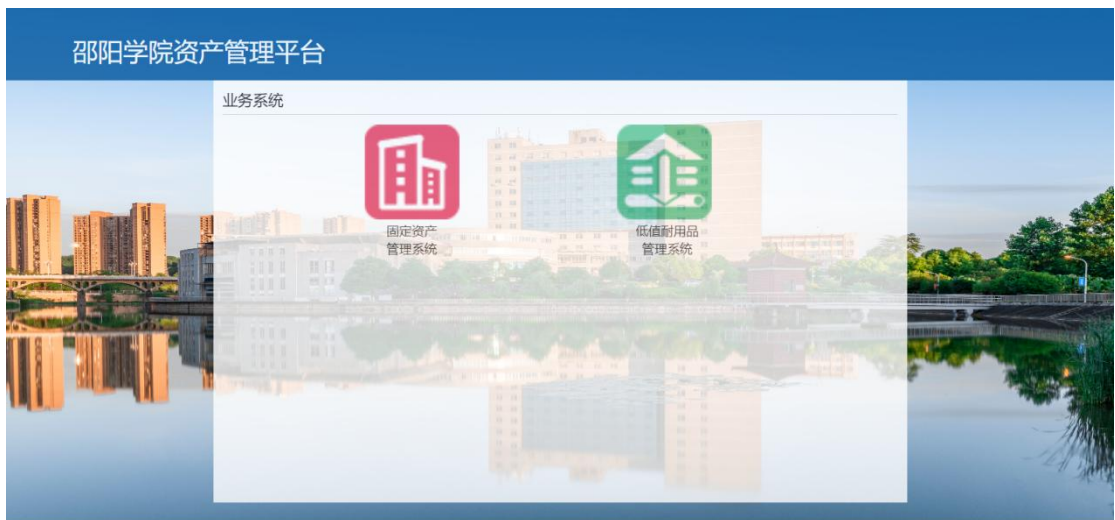 邵阳学院资产管理平台
业务系统
固定资产
管理系统
低值耐用品
管理系统